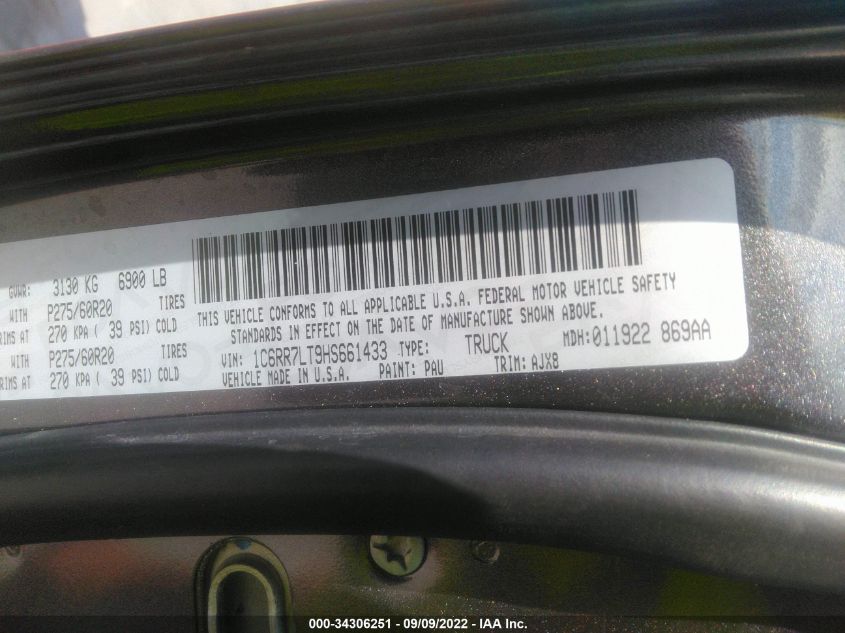 GVWR: 3130 KG 6900 LB
WITH P275/60R20 TIRES
RIMS AT 270 KPA ( 39 PSI) COLD
WITH P275/60R20 TIRES
RIMS AT 270 KPA ( 39 PSI) COLD
THIS VEHICLE CONFORMS TO ALL APPLICABLE U.S.A. FEDERAL MOTOR VEHICLE SAFETY
STANDARDS IN EFFECT ON THE DATE OF MANUFACTURE SHOWN ABOVE.
VIN: 1C6RR7LT9HS661433 TYPE: TRUCK MDH:011922 869AA
VEHICLE MADE IN U.S.A. PAINT: PAU TRIM: AJX8
000-34306251 - 09/09/2022 - IAA Inc.